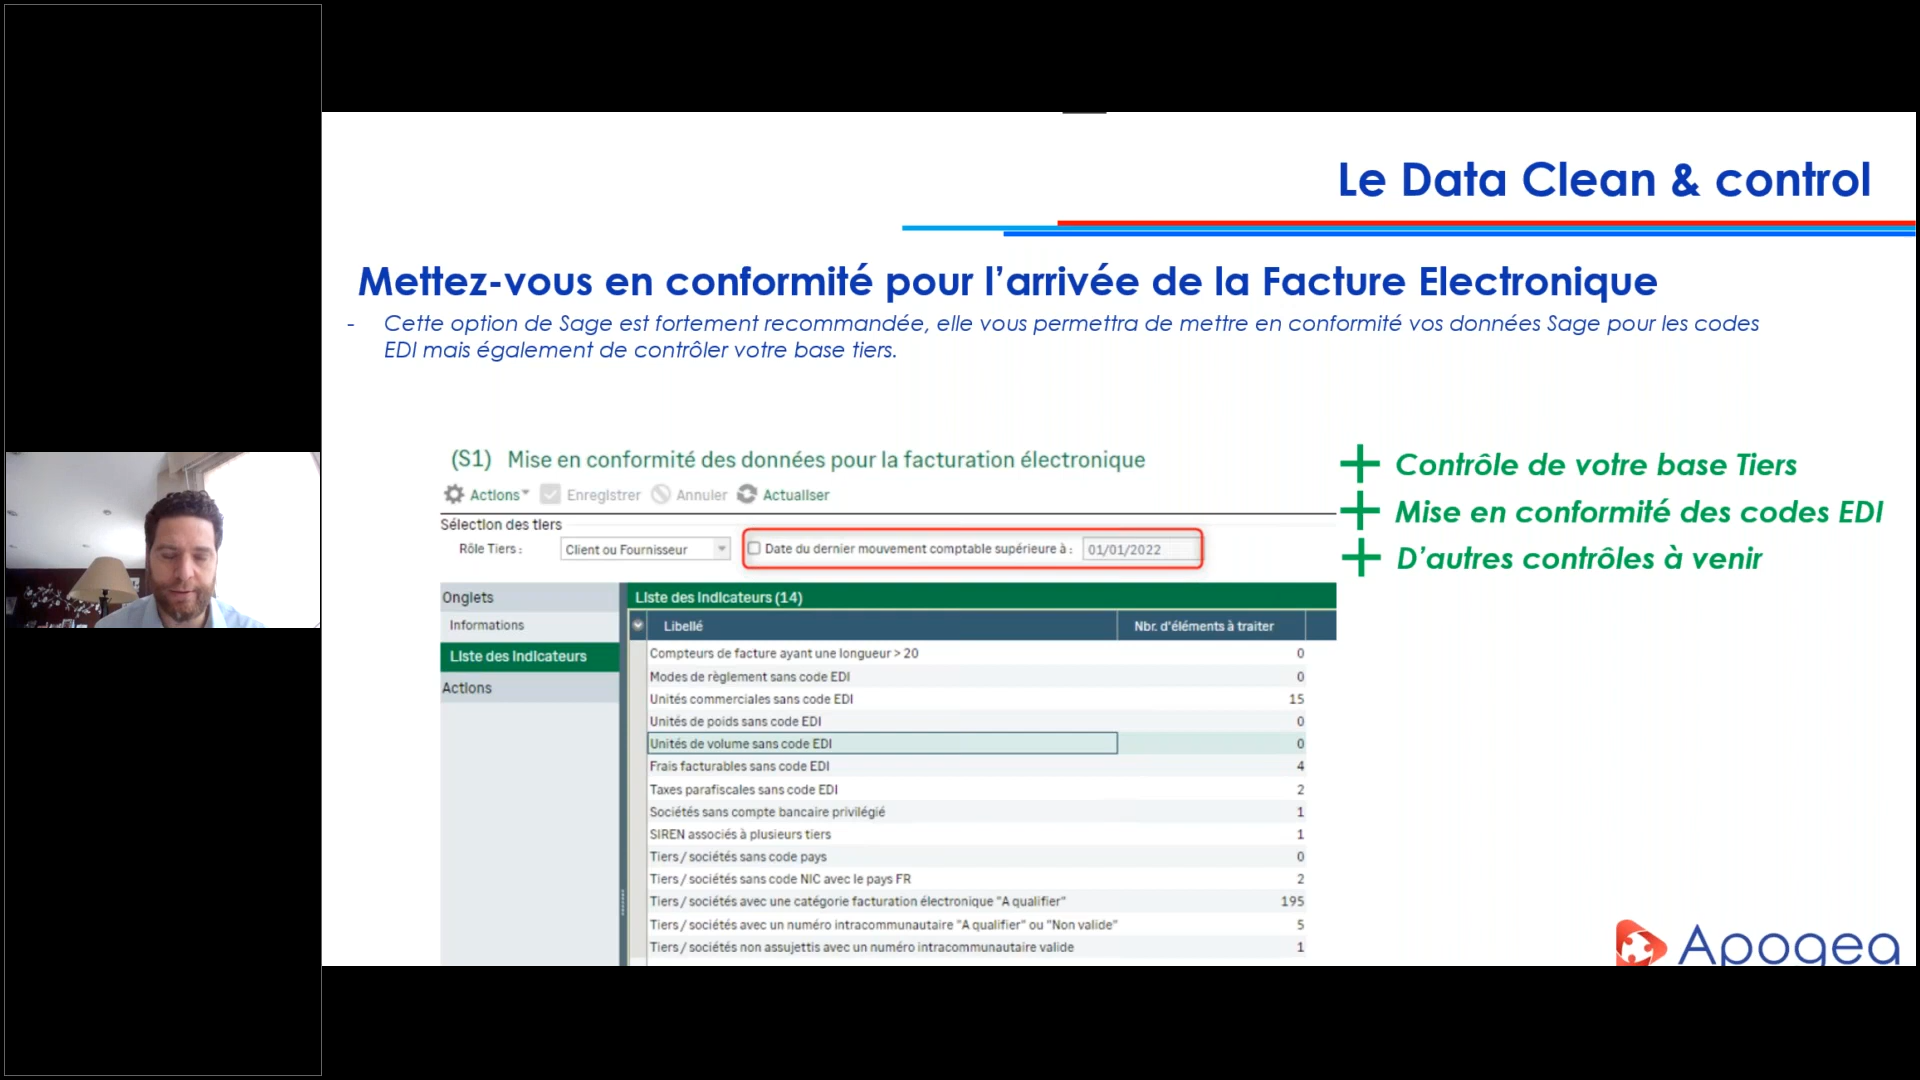 Le Data Clean & control
Mettez-vous en conformité pour l’arrivée de la Facture Electronique
- Cette option de Sage est fortement recommandée, elle vous permettra de mettre en conformité vos données Sage pour les codes
EDI mais également de contrôler votre base tiers.
(S1) Mise en conformité des données pour la facturation électronique
Actions Enregistrer Annuler Actualiser
Sélection des tiers
Rôle Tiers : Client ou Fournisseur Date du dernier mouvement comptable supérieure à : 01/01/2022
Onglets
Informations
Liste des Indicateurs
Actions
Liste des Indicateurs (14)
Libellé Nbr. d'éléments à traiter
Compteurs de facture ayant une longueur > 20 0
Modes de règlement sans code EDI 0
Unités commerciales sans code EDI 15
Unités de poids sans code EDI 0
Unités de volume sans code EDI 0
Frais facturables sans code EDI 4
Taxes parafiscales sans code EDI 2
Sociétés sans compte bancaire privilégié 1
SIREN associés à plusieurs tiers 1
Tiers / sociétés sans code pays 0
Tiers / sociétés sans code NIC avec le pays FR 2
Tiers / sociétés avec une catégorie facturation électronique "A qualifier" 195
Tiers / sociétés avec un numéro intracommunautaire "A qualifier" ou "Non valide" 5
Tiers / sociétés non assujettis avec un numéro intracommunautaire valide 1
+ Contrôle de votre base Tiers
+ Mise en conformité des codes EDI
+ D’autres contrôles à venir
Apogea